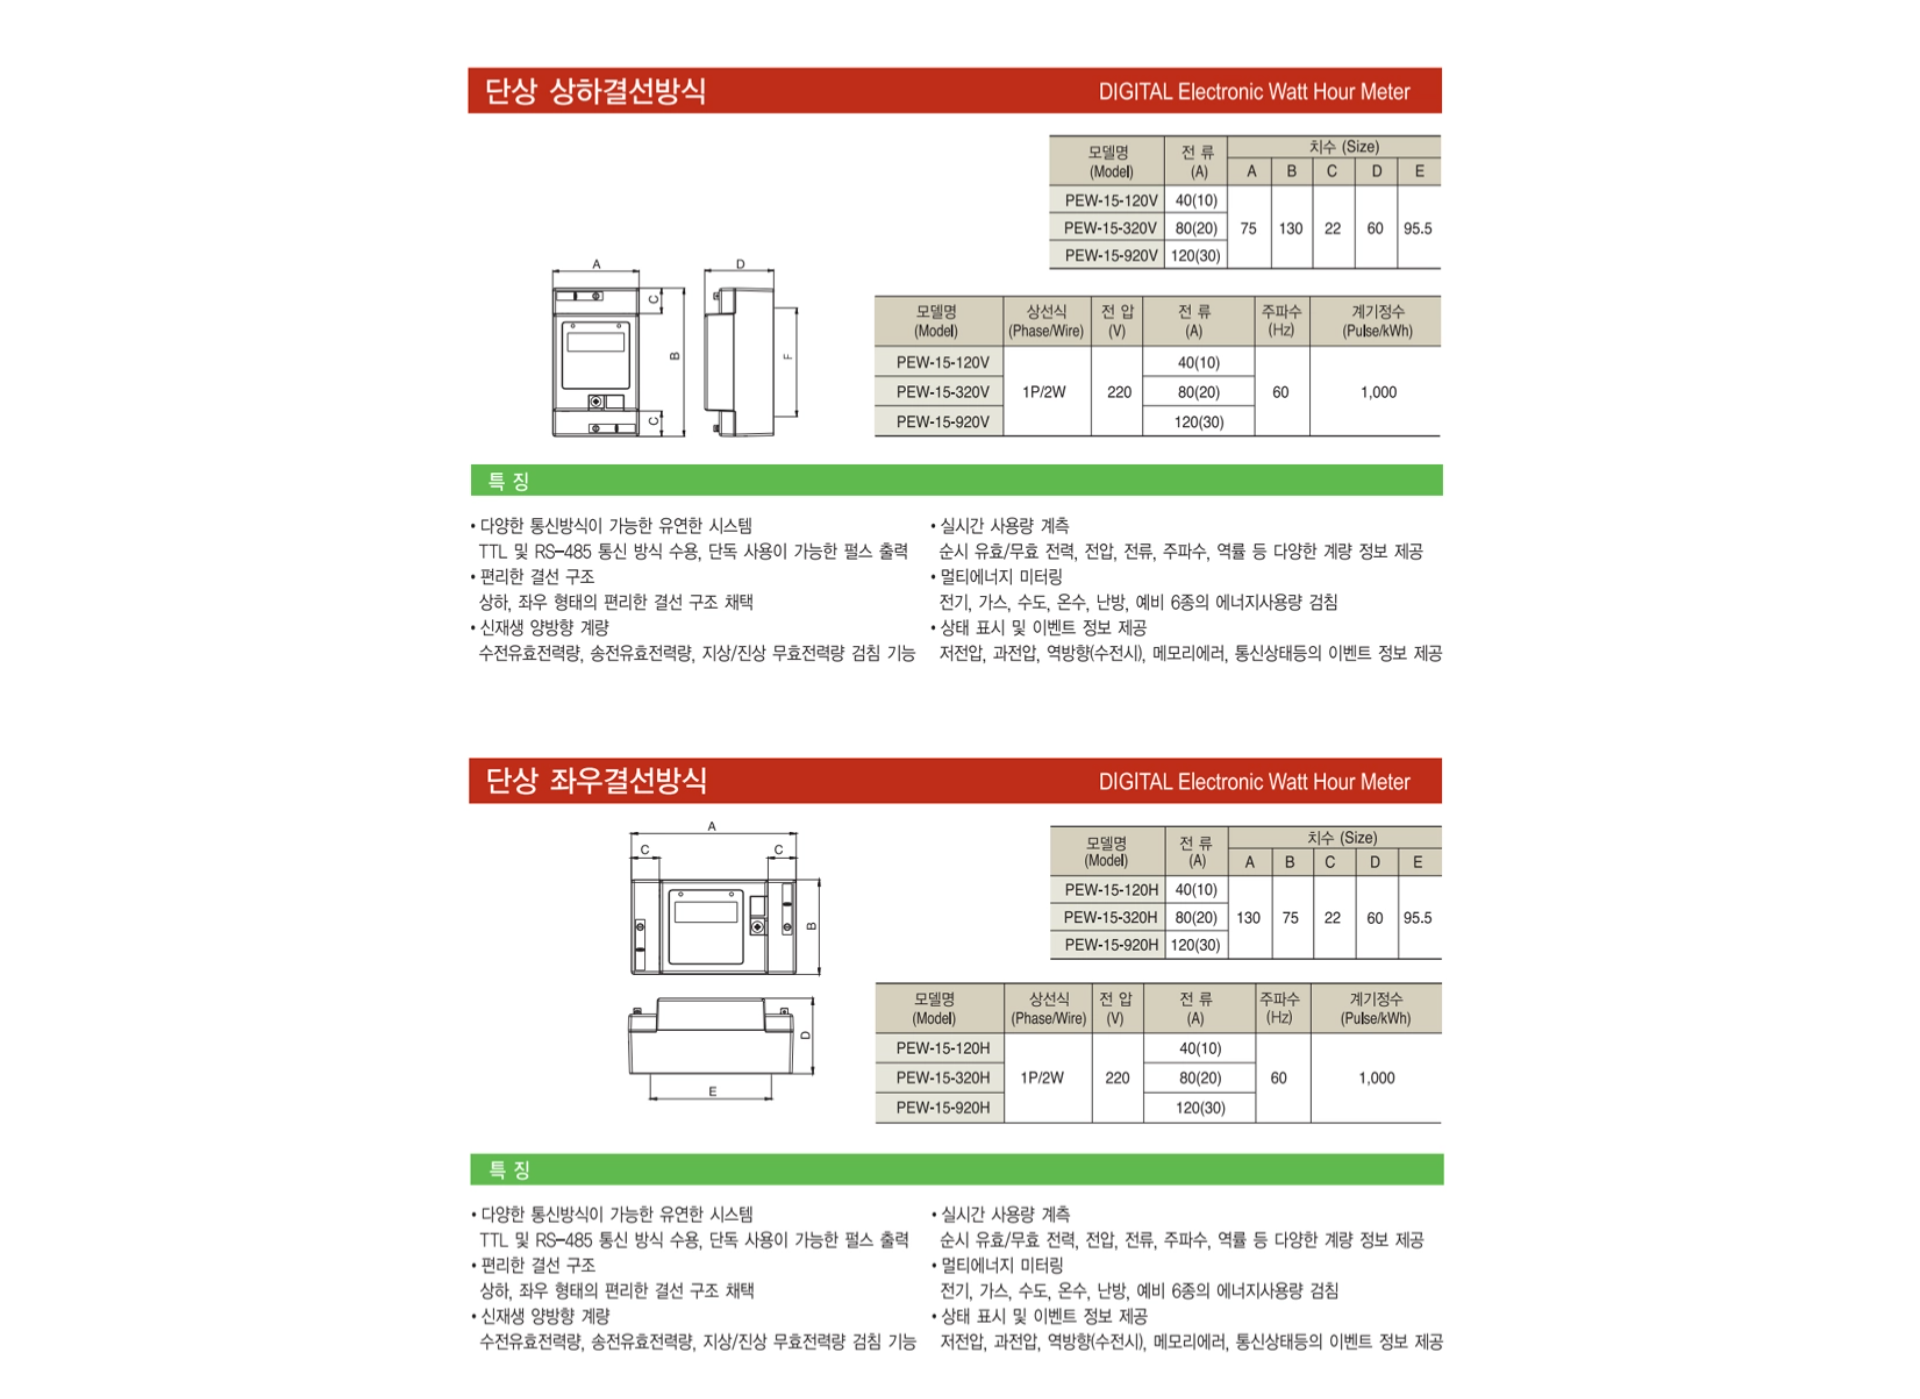 단상 상하결선방식 DIGITAL Electronic Watt Hour Meter
모델명 전 류 치수 (Size)
(Model) (A) A B C D E
PEW-15-120V 40(10)
PEW-15-320V 80(20) 75 130 22 60 95.5
PEW-15-920V 120(30)
A D
C B F C
모델명 상선식 전 압 전 류 주파수 계기정수
(Model) (Phase/Wire) (V) (A) (Hz) (Pulse/kWh)
PEW-15-120V 40(10)
PEW-15-320V 1P/2W 220 80(20) 60 1,000
PEW-15-920V 120(30)
특 징
• 다양한 통신방식이 가능한 유연한 시스템
TTL 및 RS-485 통신 방식 수용, 단독 사용이 가능한 펄스 출력
• 편리한 결선 구조
상하, 좌우 형태의 편리한 결선 구조 채택
• 신재생 양방향 계량
수전유효전력량, 송전유효전력량, 지상/진상 무효전력량 검침 기능
• 실시간 사용량 계측
순시 유효/무효 전력, 전압, 전류, 주파수, 역률 등 다양한 계량 정보 제공
• 멀티에너지 미터링
전기, 가스, 수도, 온수, 난방, 예비 6종의 에너지사용량 검침
• 상태 표시 및 이벤트 정보 제공
저전압, 과전압, 역방향(수전시), 메모리에러, 통신상태등의 이벤트 정보 제공
단상 좌우결선방식 DIGITAL Electronic Watt Hour Meter
A
C C
B
D
E
모델명 전 류 치수 (Size)
(Model) (A) A B C D E
PEW-15-120H 40(10)
PEW-15-320H 80(20) 130 75 22 60 95.5
PEW-15-920H 120(30)
모델명 상선식 전 압 전 류 주파수 계기정수
(Model) (Phase/Wire) (V) (A) (Hz) (Pulse/kWh)
PEW-15-120H 40(10)
PEW-15-320H 1P/2W 220 80(20) 60 1,000
PEW-15-920H 120(30)
특 징
• 다양한 통신방식이 가능한 유연한 시스템
TTL 및 RS-485 통신 방식 수용, 단독 사용이 가능한 펄스 출력
• 편리한 결선 구조
상하, 좌우 형태의 편리한 결선 구조 채택
• 신재생 양방향 계량
수전유효전력량, 송전유효전력량, 지상/진상 무효전력량 검침 기능
• 실시간 사용량 계측
순시 유효/무효 전력, 전압, 전류, 주파수, 역률 등 다양한 계량 정보 제공
• 멀티에너지 미터링
전기, 가스, 수도, 온수, 난방, 예비 6종의 에너지사용량 검침
• 상태 표시 및 이벤트 정보 제공
저전압, 과전압, 역방향(수전시), 메모리에러, 통신상태등의 이벤트 정보 제공